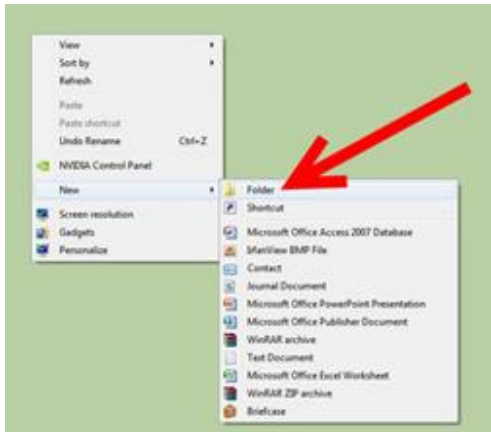 View
Sort by
Refresh
Paste
Paste shortcut
Undo Rename Ctrl+Z
NVIDIA Control Panel
New
Screen resolution
Gadgets
Personalize
Folder
Shortcut
Microsoft Office Access 2007 Database
IrfanView BMP File
Contact
Journal Document
Microsoft Office PowerPoint Presentation
Microsoft Office Publisher Document
WinRAR archive
Text Document
Microsoft Office Excel Worksheet
WinRAR ZIP archive
Briefcase